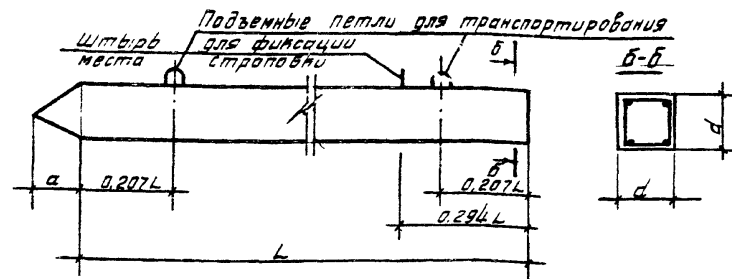 Подъемные петли для транспортирования
Штырь для фиксации
места строповки
б
б-б
d
б
a
0.207L
0.207L
0.294L
d
L